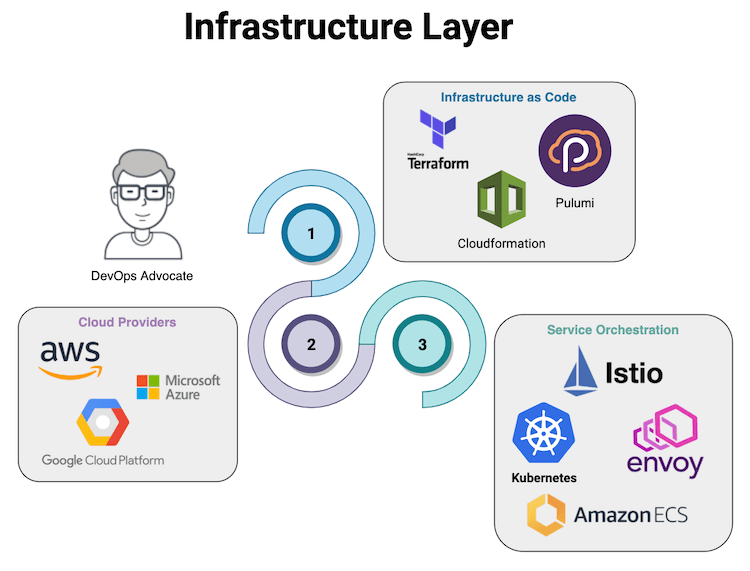 Infrastructure Layer
Infrastructure as Code
HashiCorp
Terraform
Pulumi
Cloudformation
DevOps Advocate
1
2
3
Cloud Providers
aws
Microsoft
Azure
Google Cloud Platform
Service Orchestration
Istio
Kubernetes
envoy
Amazon ECS